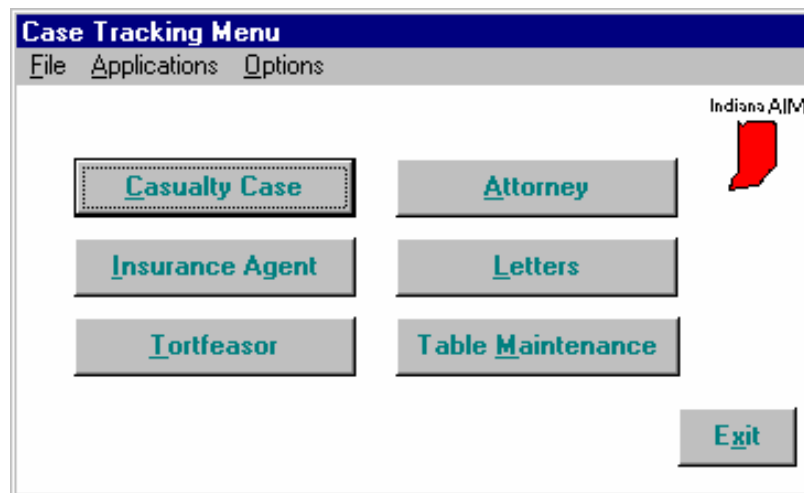 Case Tracking Menu
File Applications Options
Indiana AIM
Casualty Case Attorney
Insurance Agent Letters
Tortfeasor Table Maintenance
Exit